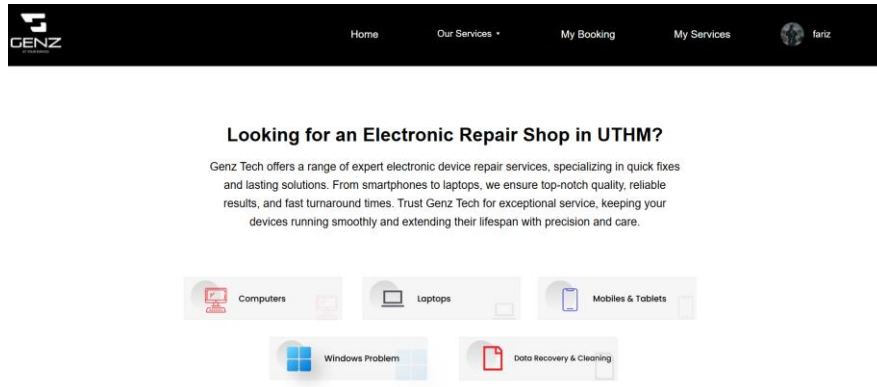 GENZ
Home
Our Services
My Booking
My Services
fariz
Looking for an Electronic Repair Shop in UTHM?
Genz Tech offers a range of expert electronic device repair services, specializing in quick fixes
and lasting solutions. From smartphones to laptops, we ensure top-notch quality, reliable
results, and fast turnaround times. Trust Genz Tech for exceptional service, keeping your
devices running smoothly and extending their lifespan with precision and care.
Computers
Laptops
Mobiles & Tablets
Windows Problem
Data Recovery & Cleaning